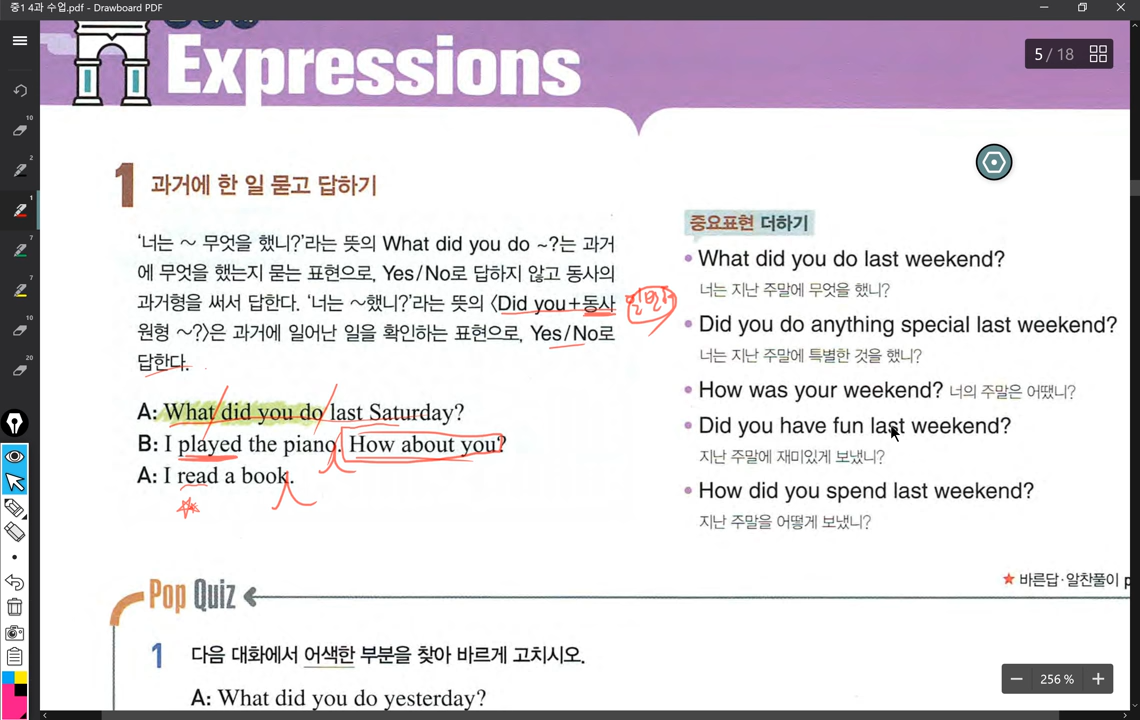 중1 4과 수업.pdf - Drawboard PDF
5 / 18
Expressions
1 과거에 한 일 묻고 답하기
'너는 ~ 무엇을 했니?'라는 뜻의 What did you do ~?는 과거
에 무엇을 했는지 묻는 표현으로, Yes/No로 답하지 않고 동사의
과거형을 써서 답한다. '너는 ~했니?'라는 뜻의 〈Did you+동사
원형 ~?〉은 과거에 일어난 일을 확인하는 표현으로, Yes/No로
답한다.
A: What did you do last Saturday?
B: I played the piano. How about you?
A: I read a book.
중요표현 더하기
• What did you do last weekend?
너는 지난 주말에 무엇을 했니?
• Did you do anything special last weekend?
너는 지난 주말에 특별한 것을 했니?
• How was your weekend? 너의 주말은 어땠니?
• Did you have fun last weekend?
지난 주말에 재미있게 보냈니?
• How did you spend last weekend?
지난 주말을 어떻게 보냈니?
★ 바른답·알찬풀이 p
Pop Quiz
1 다음 대화에서 어색한 부분을 찾아 바르게 고치시오.
A: What did you do yesterday?
256 %
10
2
1
7
7
10
20